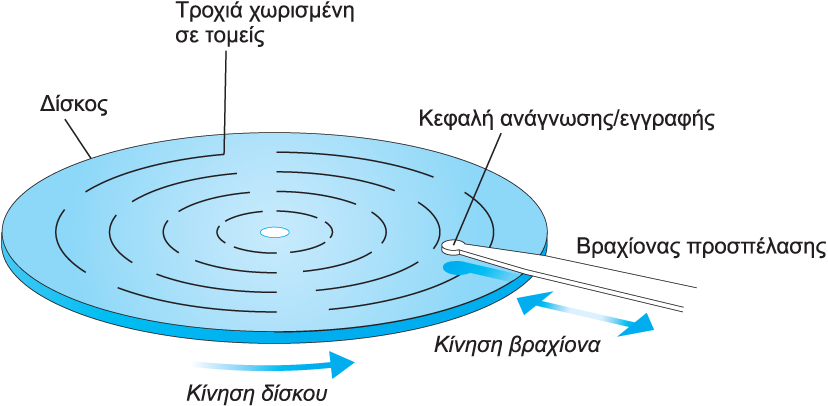 Τροχιά χωρισμένη
σε τομείς
Δίσκος
Κεφαλή ανάγνωσης/εγγραφής
Βραχίονας προσπέλασης
Κίνηση βραχίονα
Κίνηση δίσκου